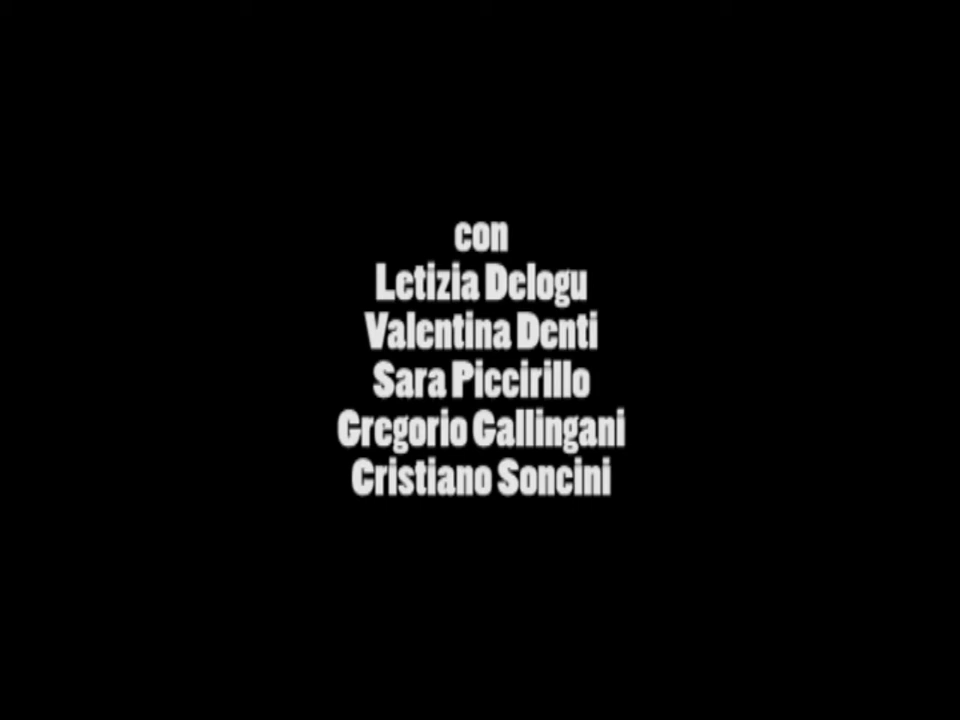 con
Letizia Delogu
Valentina Denti
Sara Piccirillo
Gregorio Gallingani
Cristiano Soncini